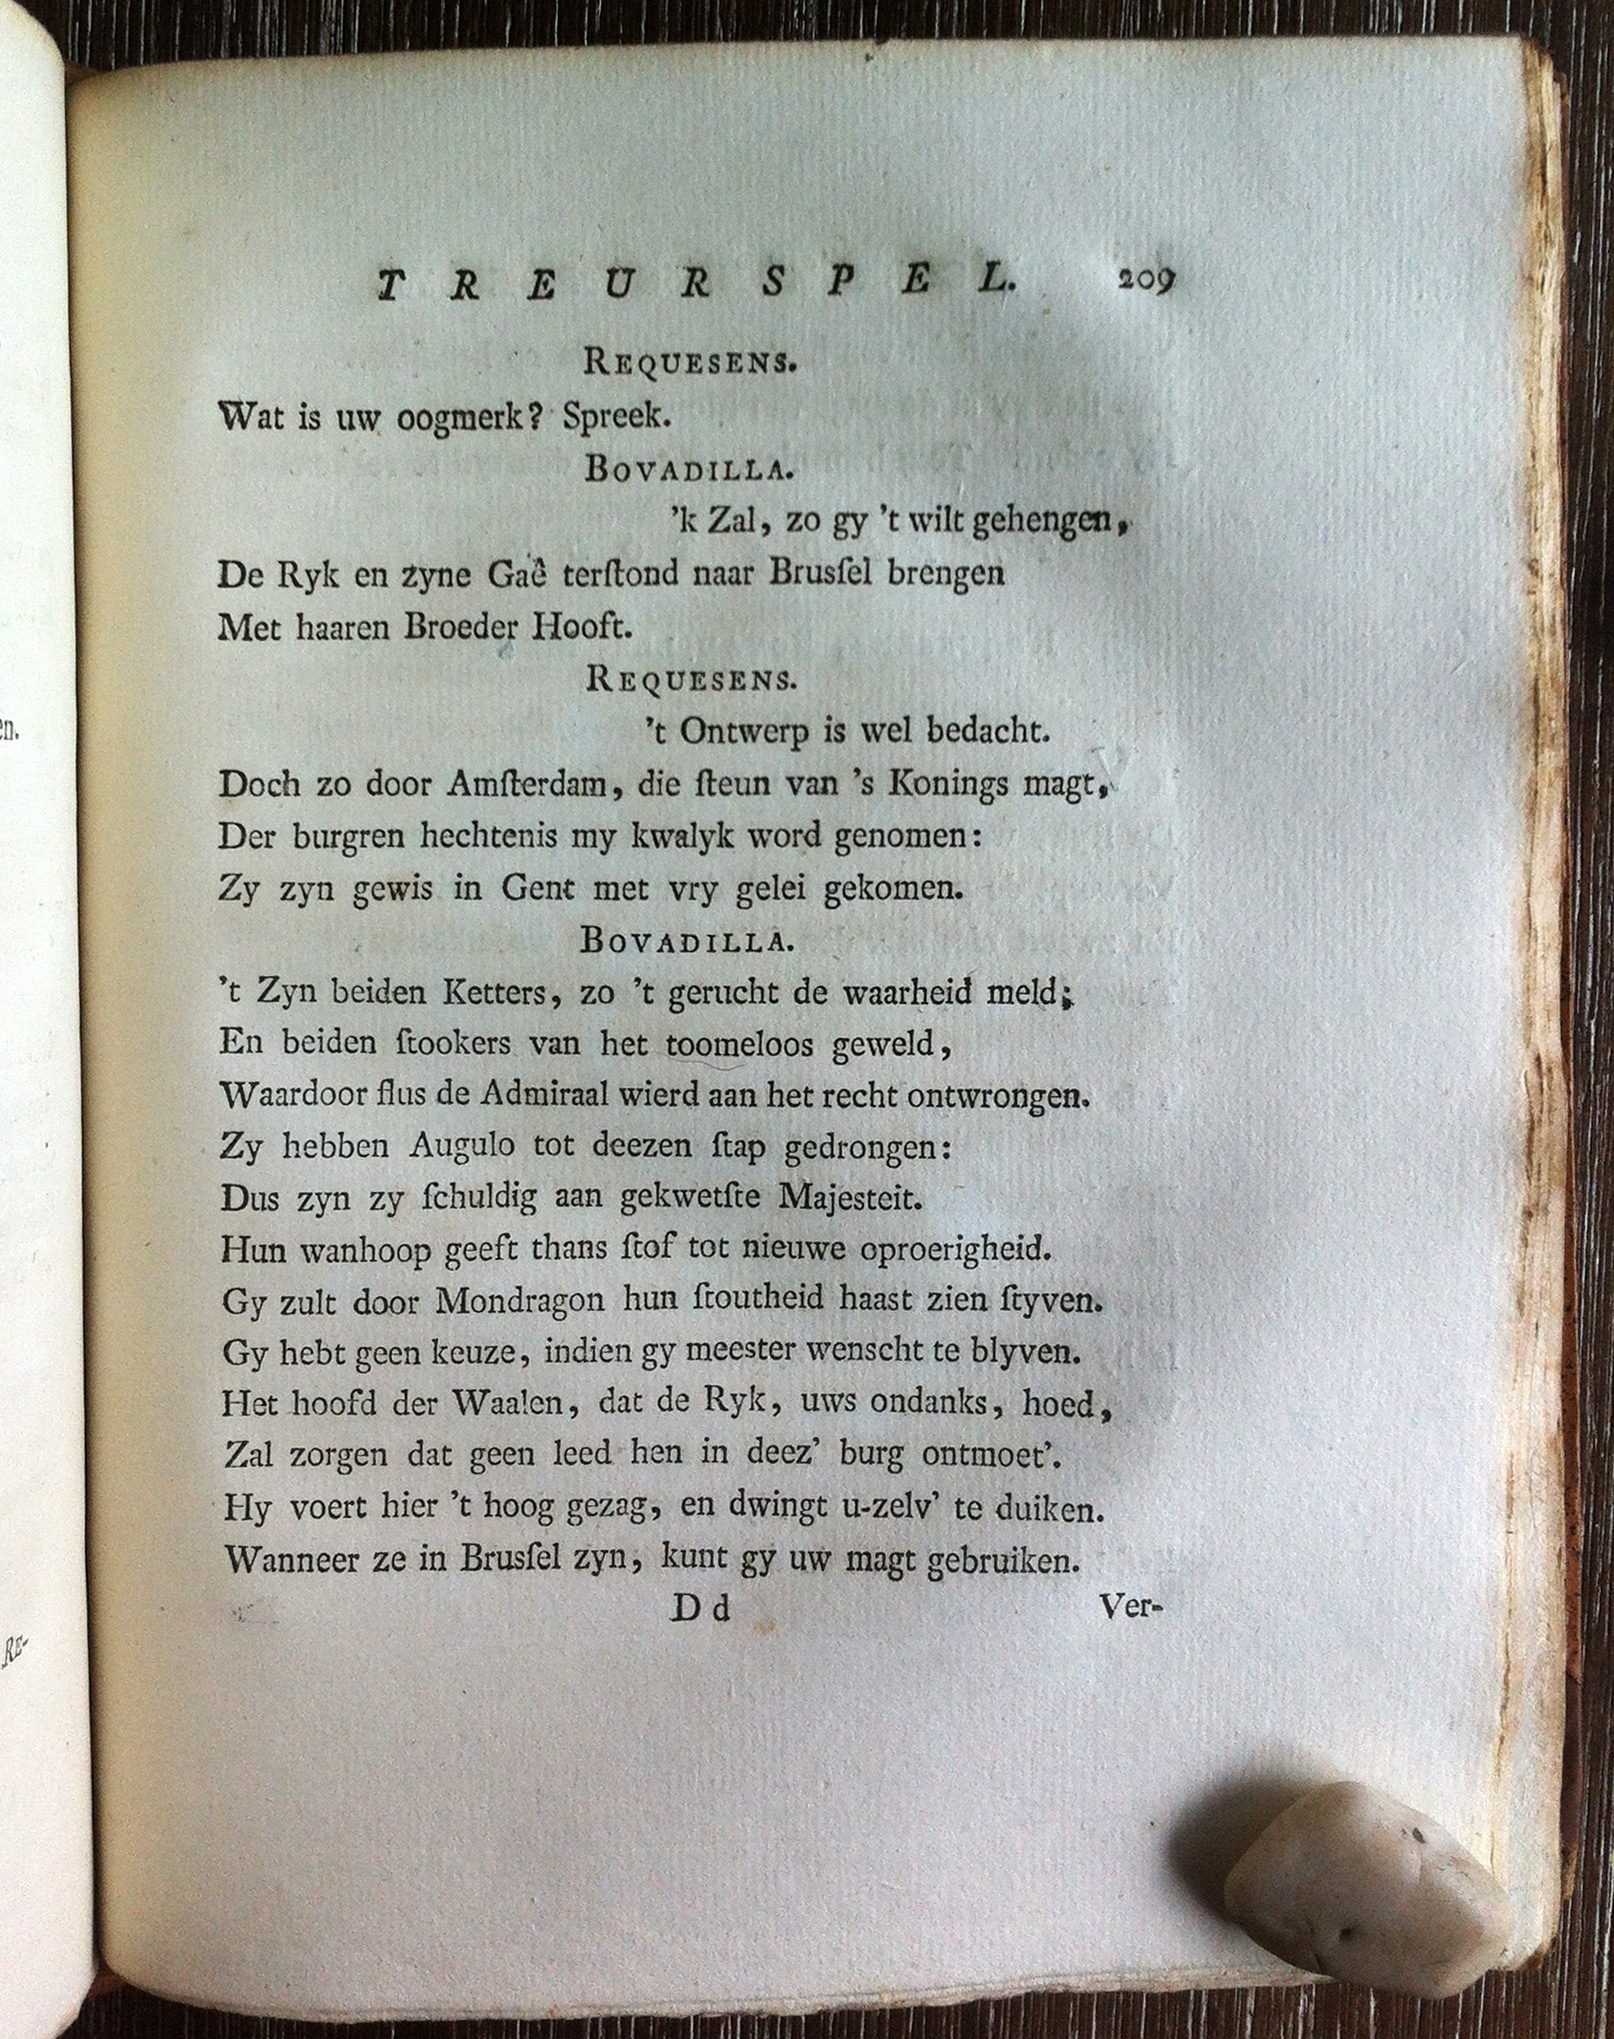 TREURSPEL. 209
REQUESENS.
Wat is uw oogmerk? Spreek.
BOVADILLA.
'k Zal, zo gy 't wilt gehengen,
De Ryk en zyne Gaê terſtond naar Brusſel brengen
Met haaren Broeder Hooft.
REQUESENS.
't Ontwerp is wel bedacht.
Doch zo door Amſterdam, die ſteun van 's Konings magt,
Der burgren hechtenis my kwalyk word genomen:
Zy zyn gewis in Gent met vry gelei gekomen.
BOVADILLA.
't Zyn beiden Ketters, zo 't gerucht de waarheid meld;
En beiden ſtookers van het toomeloos geweld,
Waardoor flus de Admiraal wierd aan het recht ontwrongen.
Zy hebben Augulo tot deezen ſtap gedrongen:
Dus zyn zy ſchuldig aan gekwetſte Majesteit.
Hun wanhoop geeft thans ſtof tot nieuwe oproerigheid.
Gy zult door Mondragon hun ſtoutheid haast zien ſtyven.
Gy hebt geen keuze, indien gy meester wenscht te blyven.
Het hoofd der Waalen, dat de Ryk, uws ondanks, hoed,
Zal zorgen dat geen leed hen in deez' burg ontmoet'.
Hy voert hier 't hoog gezag, en dwingt u-zelv' te duiken.
Wanneer ze in Brusſel zyn, kunt gy uw magt gebruiken.
D d Ver-
en.
RE-